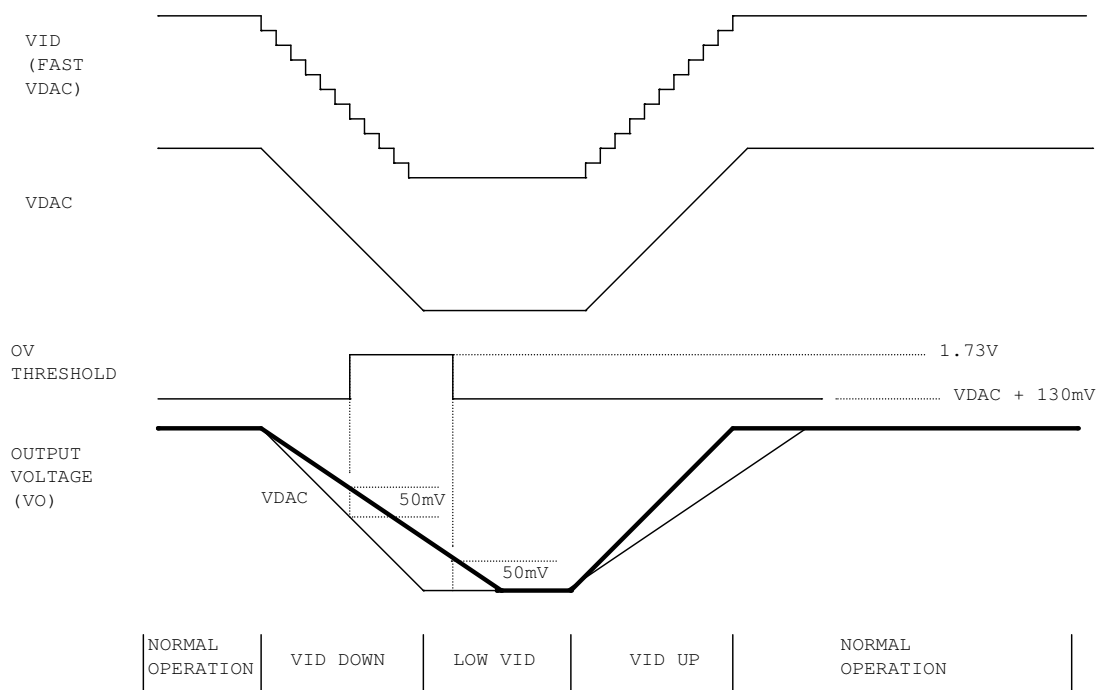 VID
(FAST
VDAC)
VDAC
OV
THRESHOLD
1.73V
VDAC + 130mV
OUTPUT
VOLTAGE
(VO)
VDAC
50mV
50mV
NORMAL
OPERATION
VID DOWN
LOW VID
VID UP
NORMAL
OPERATION